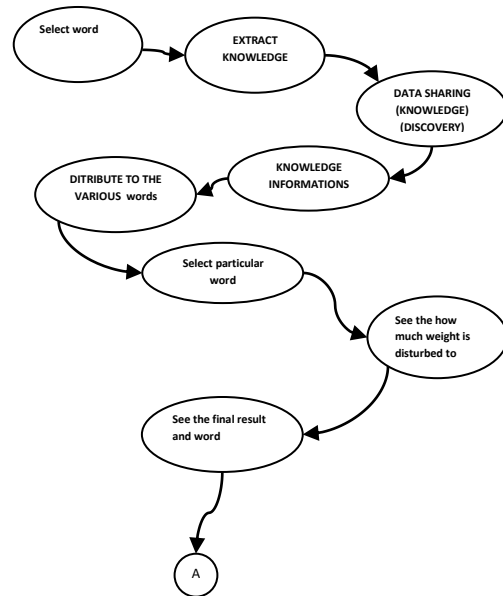 Select word
EXTRACT
KNOWLEDGE
DATA SHARING
(KNOWLEDGE)
(DISCOVERY)
KNOWLEDGE
INFORMATIONS
DITRIBUTE TO THE
VARIOUS words
Select particular
word
See the how
much weight is
disturbed to
See the final result
and word
A